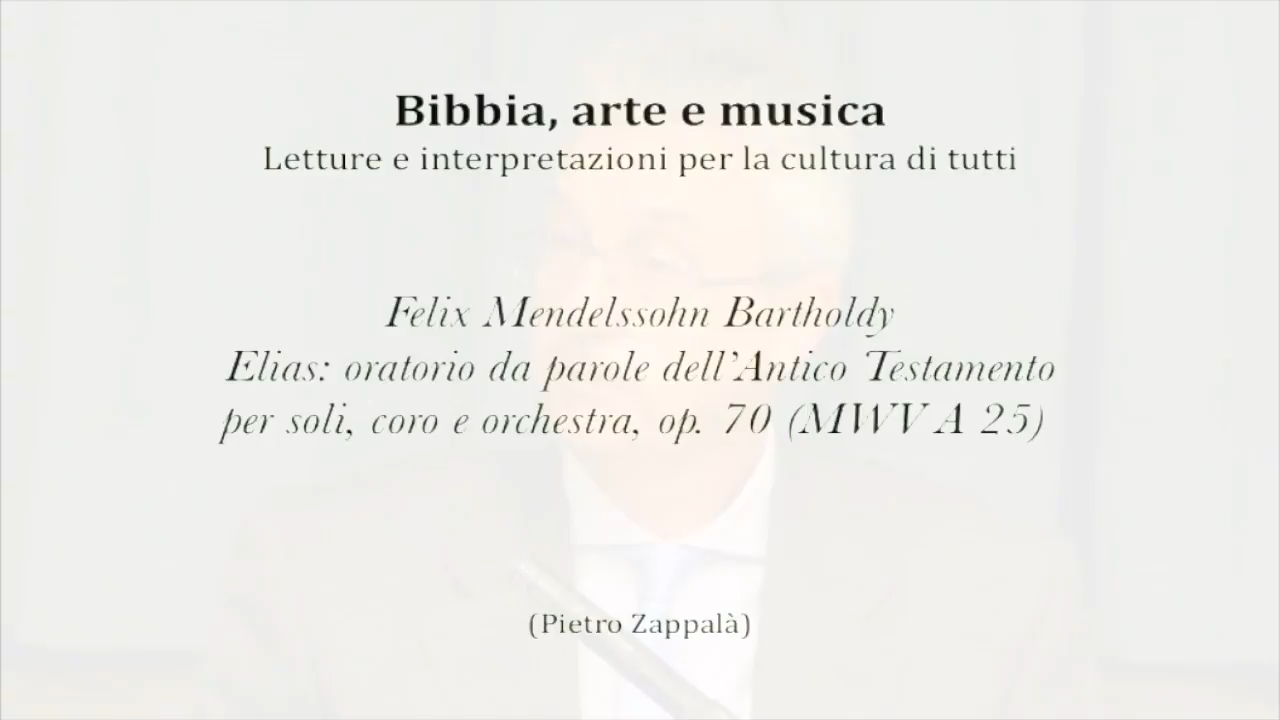 Bibbia, arte e musica
Letture e interpretazioni per la cultura di tutti
Felix Mendelssohn Bartholdy
Elias: oratorio da parole dell’Antico Testamento
per soli, coro e orchestra, op. 70 (MWV A 25)
(Pietro Zappalà)